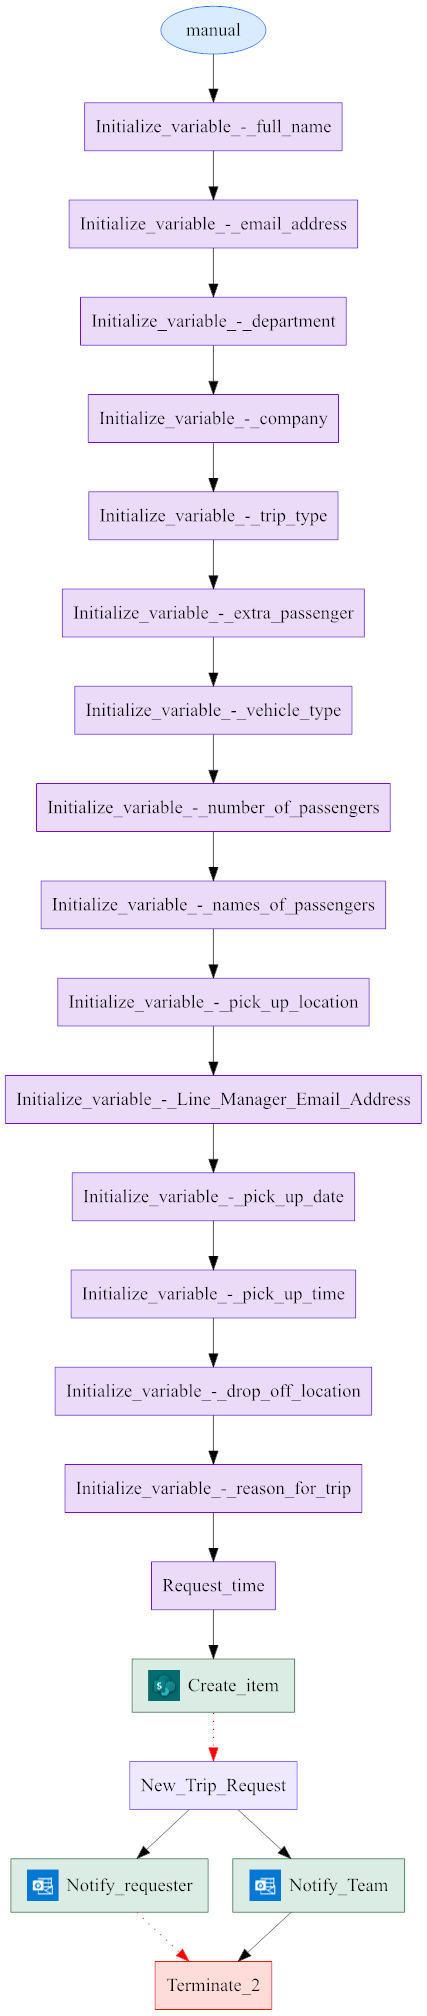 manual
Initialize_variable_-_full_name
Initialize_variable_-_email_address
Initialize_variable_-_department
Initialize_variable_-_company
Initialize_variable_-_trip_type
Initialize_variable_-_extra_passenger
Initialize_variable_-_vehicle_type
Initialize_variable_-_number_of_passengers
Initialize_variable_-_names_of_passengers
Initialize_variable_-_pick_up_location
Initialize_variable_-_Line_Manager_Email_Address
Initialize_variable_-_pick_up_date
Initialize_variable_-_pick_up_time
Initialize_variable_-_drop_off_location
Initialize_variable_-_reason_for_trip
Request_time
S Create_item
New_Trip_Request
Notify_requester
Notify_Team
Terminate_2